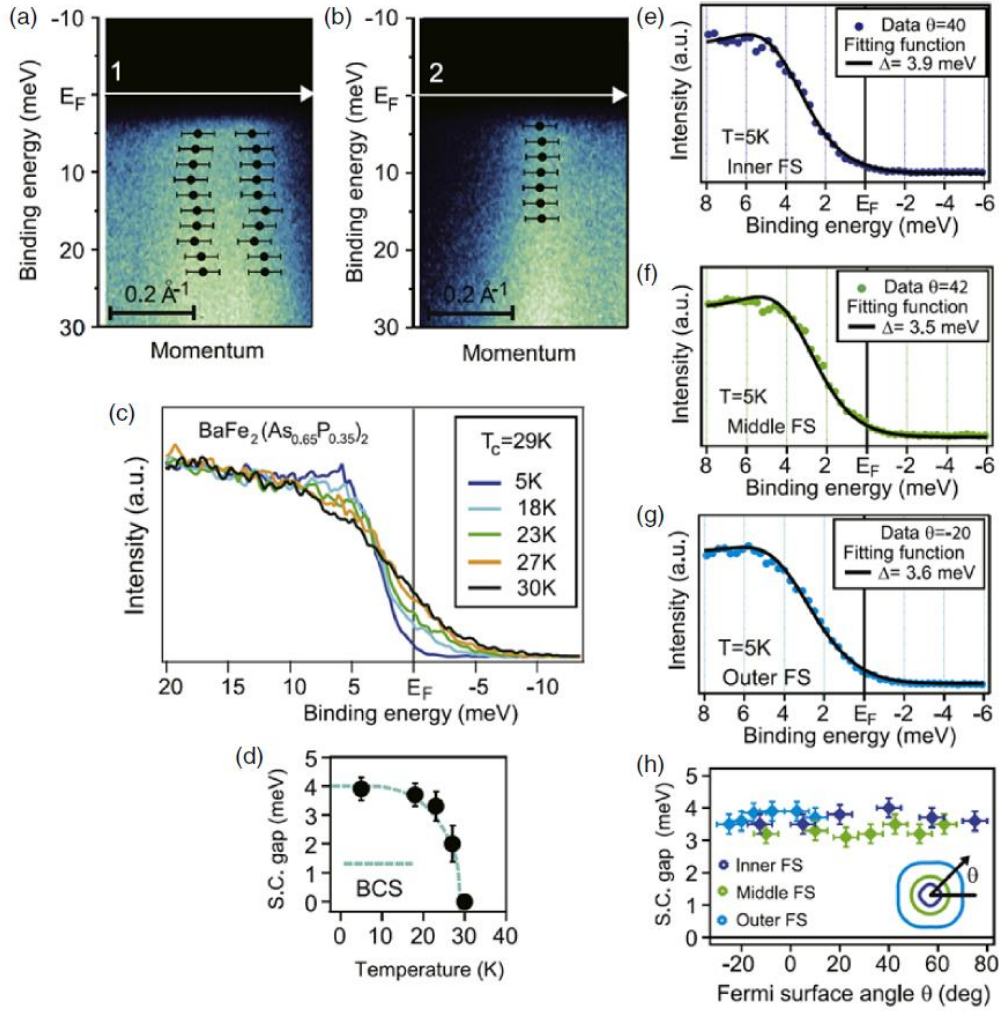 (a)
-10
E_F
10
20
30
Binding energy (meV)
1
0.2 Å⁻¹
Momentum
(b)
-10
E_F
10
20
30
Binding energy (meV)
2
0.2 Å⁻¹
Momentum
(c)
Intensity (a.u.)
BaFe₂(As₀.₆₅P₀.₃₅)₂
T_c=29K
5K
18K
23K
27K
30K
20 10 5 E_F -5 -10
Binding energy (meV)
(d)
S.C. gap (meV)
5
4
3
2
1
0
BCS
0 10 20 30 40
Temperature (K)
(e)
Intensity (a.u.)
Data θ=40
Fitting function
Δ= 3.9 meV
T=5K
Inner FS
8 6 4 2 E_F -2 -4 -6
Binding energy (meV)
(f)
Intensity (a.u.)
Data θ=42
Fitting function
Δ= 3.5 meV
T=5K
Middle FS
8 6 4 2 E_F -2 -4 -6
Binding energy (meV)
(g)
Intensity (a.u.)
Data θ=-20
Fitting function
Δ= 3.6 meV
T=5K
Outer FS
8 6 4 2 E_F -2 -4 -6
Binding energy (meV)
(h)
S.C. gap (meV)
5
4
3
2
1
0
Inner FS
Middle FS
Outer FS
θ
-20 0 20 40 60 80
Fermi surface angle θ (deg)